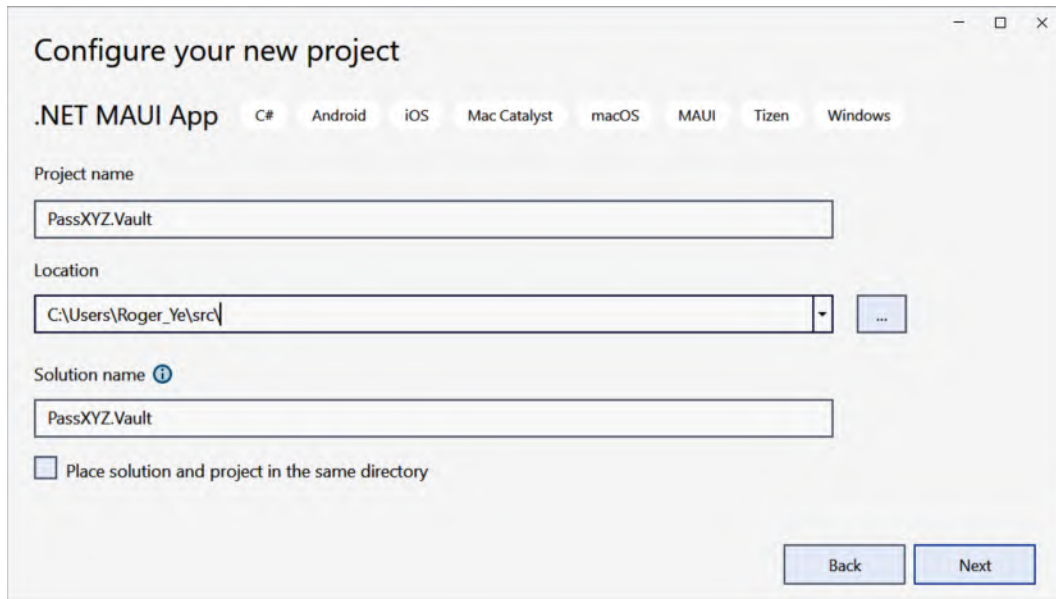 Configure your new project
.NET MAUI App C# Android iOS Mac Catalyst macOS MAUI Tizen Windows
Project name
PassXYZ.Vault
Location
C:\Users\Roger_Ye\src\
...
Solution name
PassXYZ.Vault
Place solution and project in the same directory
Back Next